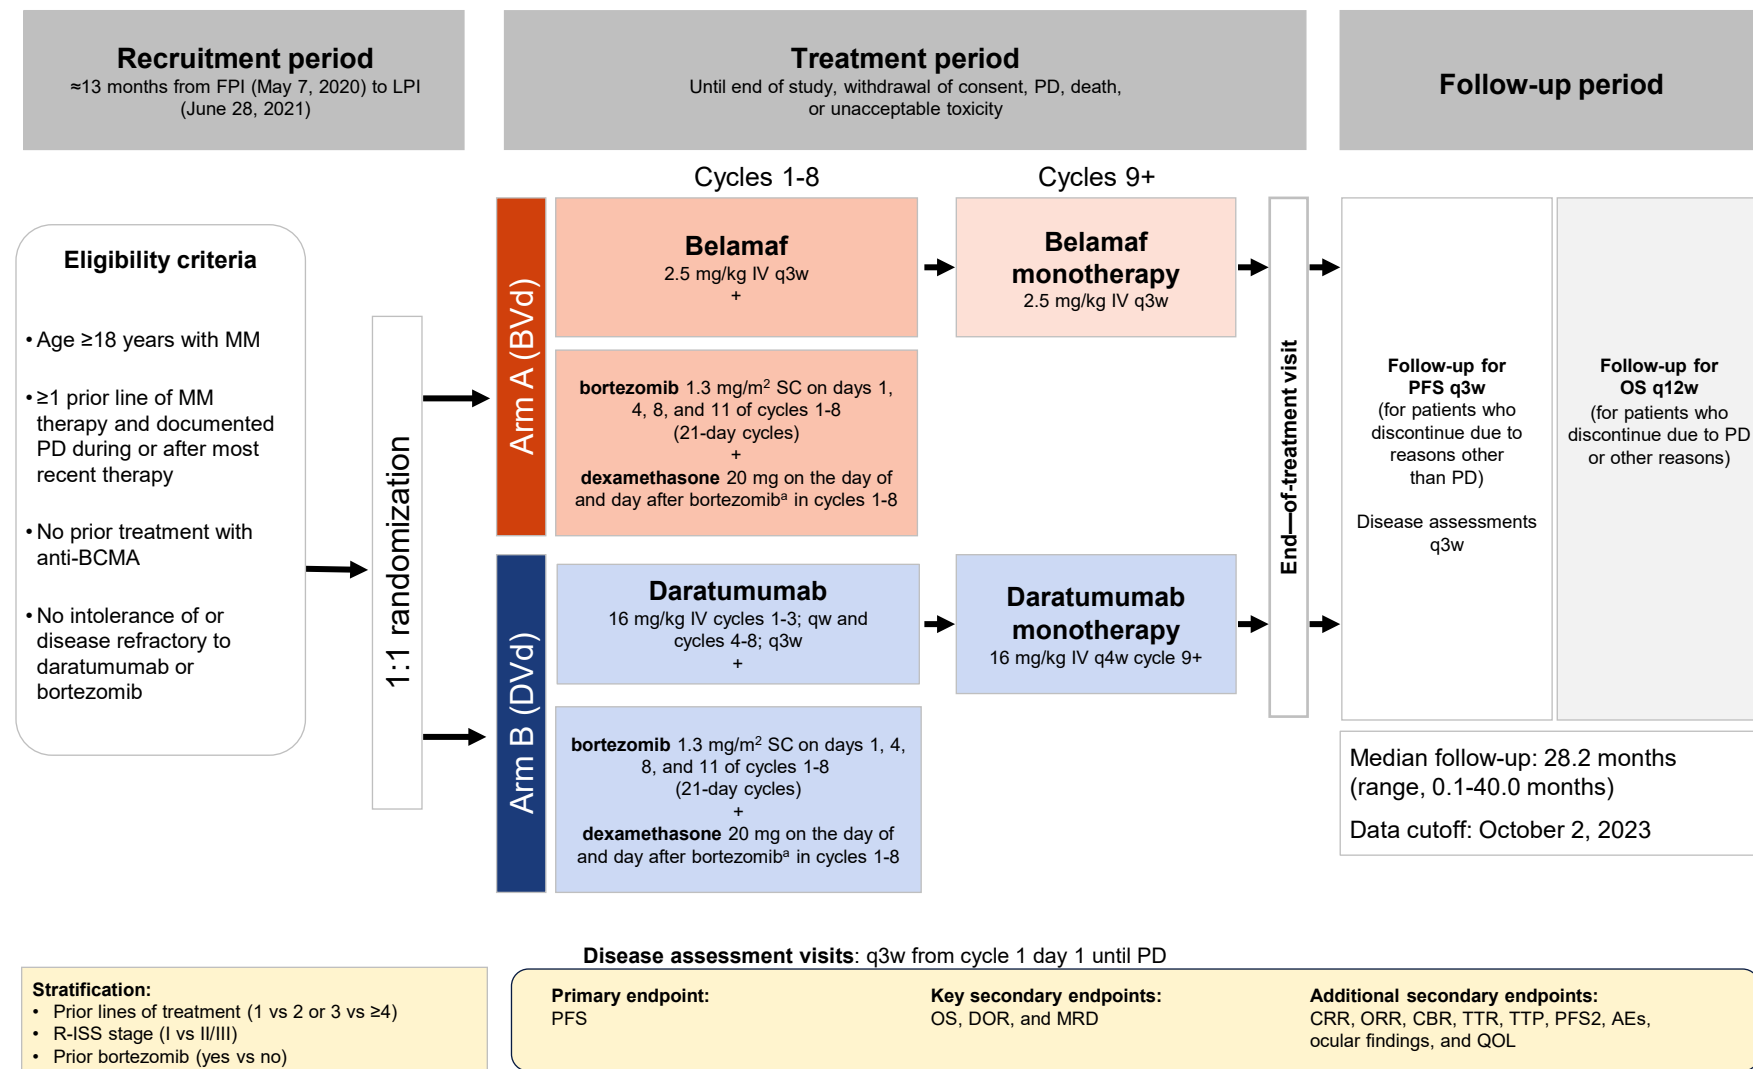 Recruitment period
≈13 months from FPI (May 7, 2020) to LPI
(June 28, 2021)
Treatment period
Until end of study, withdrawal of consent, PD, death,
or unacceptable toxicity
Follow-up period
Cycles 1-8
Cycles 9+
Eligibility criteria
• Age ≥18 years with MM
• ≥1 prior line of MM
therapy and documented
PD during or after most
recent therapy
• No prior treatment with
anti-BCMA
• No intolerance of or
disease refractory to
daratumumab or
bortezomib
1:1 randomization
Arm A (BVd)
Belamaf
2.5 mg/kg IV q3w
+
bortezomib 1.3 mg/m² SC on days 1,
4, 8, and 11 of cycles 1-8
(21-day cycles)
+
dexamethasone 20 mg on the day of
and day after bortezomibᵃ in cycles 1-8
Belamaf
monotherapy
2.5 mg/kg IV q3w
Arm B (DVd)
Daratumumab
16 mg/kg IV cycles 1-3; qw and
cycles 4-8; q3w
+
bortezomib 1.3 mg/m² SC on days 1, 4,
8, and 11 of cycles 1-8
(21-day cycles)
+
dexamethasone 20 mg on the day of
and day after bortezomibᵃ in cycles 1-8
Daratumumab
monotherapy
16 mg/kg IV q4w cycle 9+
End—of-treatment visit
Follow-up for
PFS q3w
(for patients who
discontinue due to
reasons other
than PD)
Disease assessments
q3w
Follow-up for
OS q12w
(for patients who
discontinue due to PD
or other reasons)
Median follow-up: 28.2 months
(range, 0.1-40.0 months)
Data cutoff: October 2, 2023
Disease assessment visits: q3w from cycle 1 day 1 until PD
Stratification:
• Prior lines of treatment (1 vs 2 or 3 vs ≥4)
• R-ISS stage (I vs II/III)
• Prior bortezomib (yes vs no)
Primary endpoint:
PFS
Key secondary endpoints:
OS, DOR, and MRD
Additional secondary endpoints:
CRR, ORR, CBR, TTR, TTP, PFS2, AEs,
ocular findings, and QOL